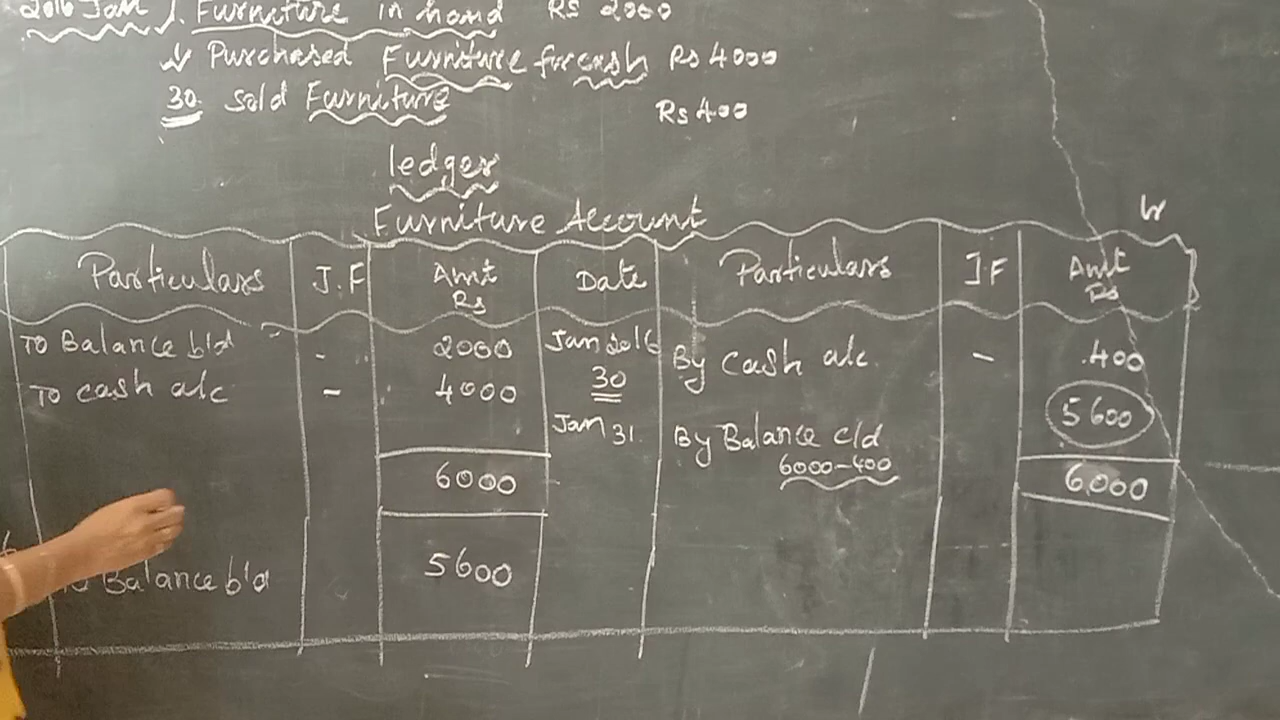 2016 Jan 1. Furniture in hand Rs 2000
Purchased Furniture for cash Rs 4000
30. Sold Furniture Rs 400
ledger
Furniture Account
Particulars J.F Amt Rs Date Particulars J.F Amt Rs
To Balance b/d - 2000 Jan 2016 30 By Cash a/c - 400
To cash a/c - 4000
Jan 31. By Balance c/d 5600
6000-400
6000 6000
Balance b/d 5600